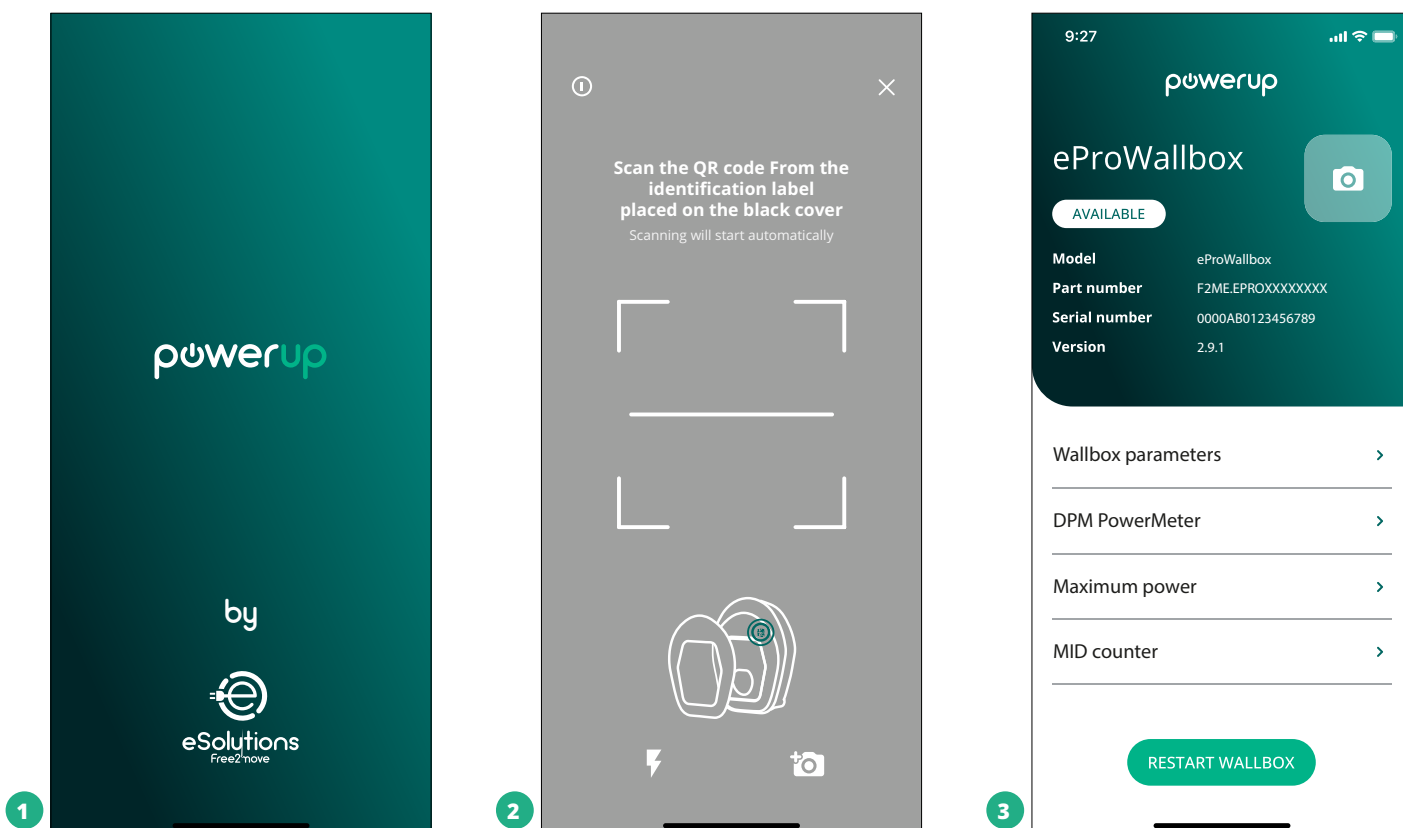 powerup
by
eSolutions
Free2move
1
Scan the QR code From the
identification label
placed on the black cover
Scanning will start automatically
2
9:27
powerup
eProWallbox
AVAILABLE
Model eProWallbox
Part number F2ME.EPROXXXXXXXX
Serial number 0000AB0123456789
Version 2.9.1
Wallbox parameters
DPM PowerMeter
Maximum power
MID counter
RESTART WALLBOX
3